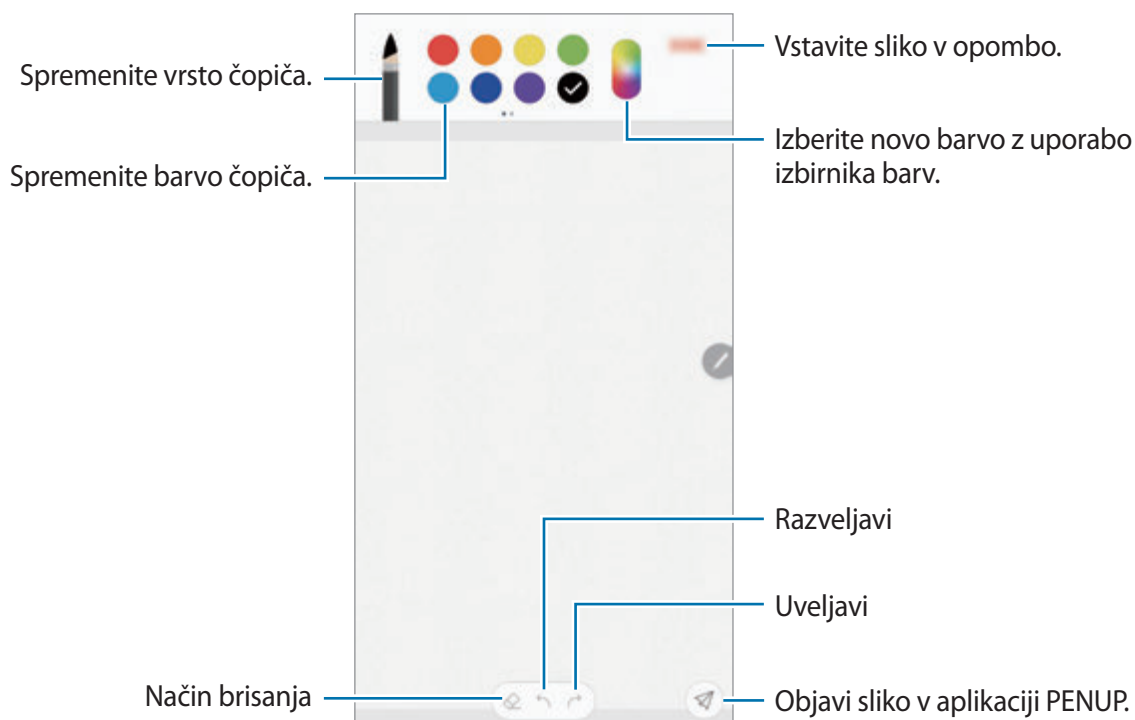 Vstavite sliko v opombo.
Spremenite vrsto čopiča.
Izberite novo barvo z uporabo
izbirnika barv.
Spremenite barvo čopiča.
Razveljavi
Uveljavi
Način brisanja
Objavi sliko v aplikaciji PENUP.